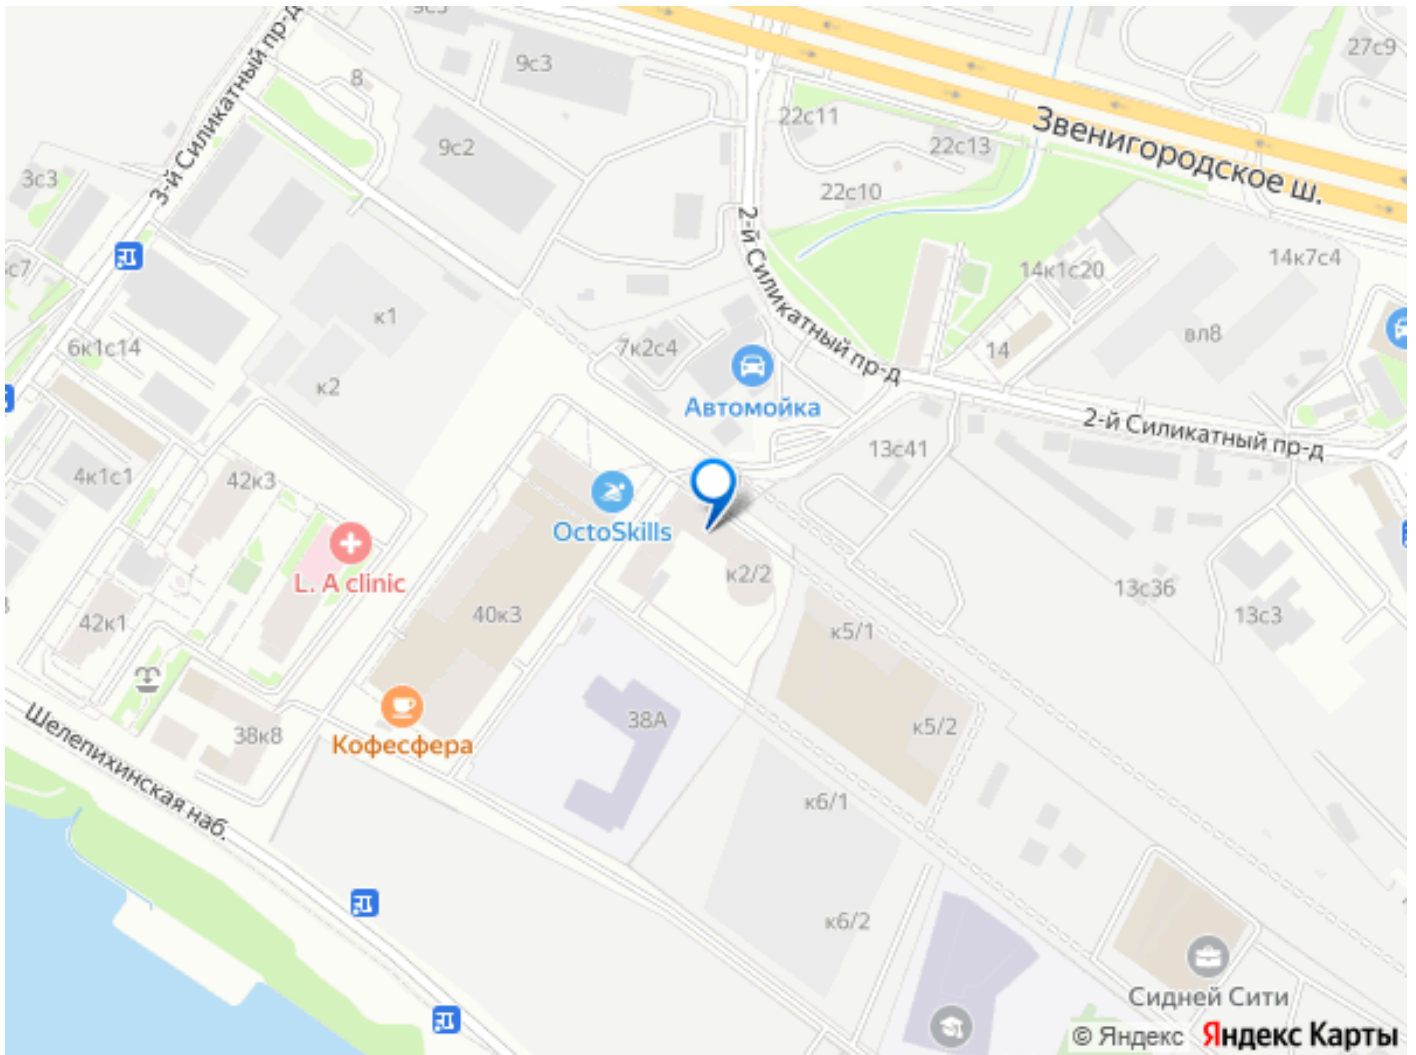 9с3
27с9
8
22с11
Звенигородское ш.
9с2
22с13
3-й Силикатный пр-д
3с3
22с10
2-й Силикатный пр-д
14к7с4
14к1с20
к1
вл8
6к1с14
7к2с4
14
к2
Автомойка
2-й Силикатный пр-д
13с41
4к1с1
42к3
OctoSkills
L. A clinic
к2/2
13с36
40к3
13с3
42к1
к5/1
38А
Шелепихинская наб.
38к8
к5/2
Кофесфера
к6/1
к6/2
Сидней Сити
© Яндекс Яндекс Карты